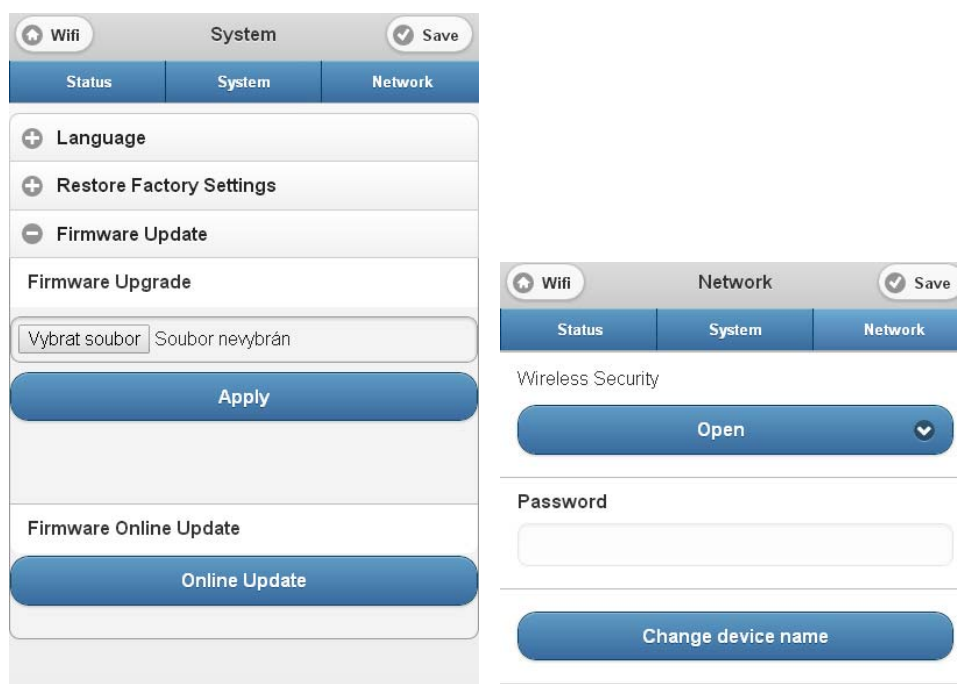 Wifi System Save
Status System Network
Language
Restore Factory Settings
Firmware Update
Firmware Upgrade
Vybrat soubor Soubor nevybrán
Apply
Firmware Online Update
Online Update
Wifi Network Save
Status System Network
Wireless Security
Open
Password
Change device name